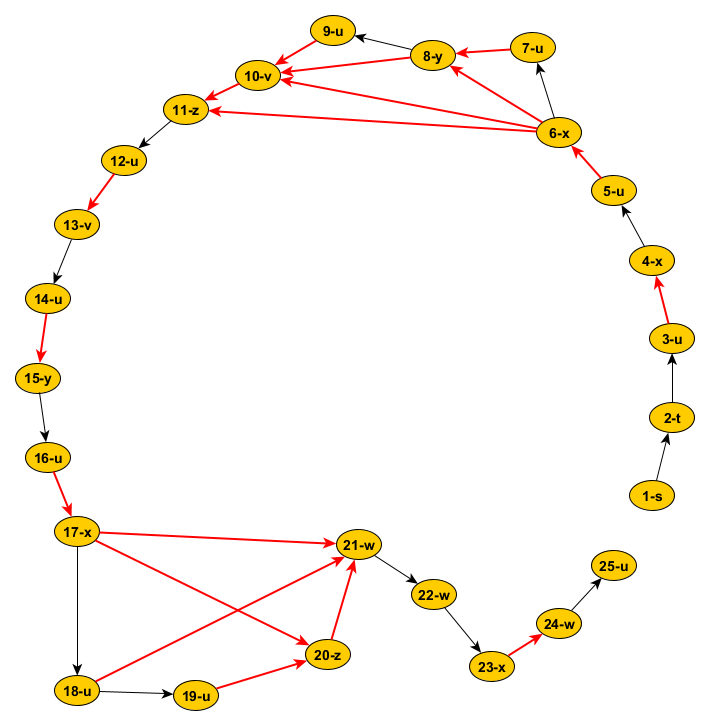 9-u
7-u
8-y
10-v
11-z
6-x
12-u
5-u
13-v
4-x
14-u
3-u
15-y
2-t
16-u
1-s
17-x
21-w
25-u
22-w
24-w
20-z
23-x
18-u
19-u